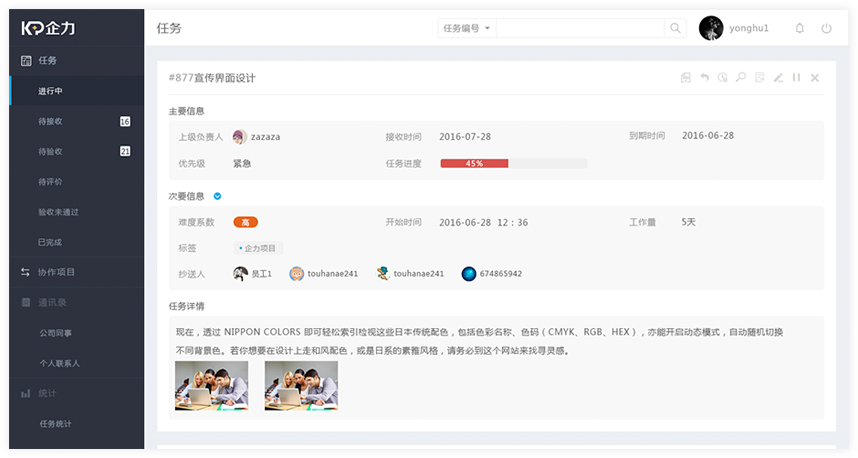 KP企力
任务
任务编号
yonghu1
任务
进行中
待接收 16
待验收 21
待评价
验收未通过
已完成
协作项目
通讯录
公司同事
个人联系人
统计
任务统计
#877宣传界面设计
主要信息
上级负责人 zazaza 接收时间 2016-07-28 到期时间 2016-06-28
优先级 紧急 任务进度 45%
次要信息
难度系数 高 开始时间 2016-06-28 12：36 工作量 5天
标签 企力项目
抄送人 员工1 touhanae241 touhanae241 674865942
任务详情
现在，透过 NIPPON COLORS 即可轻松索引检视这些日本传统配色，包括色彩名称、色码（CMYK、RGB、HEX），亦能开启动态模式，自动随机切换
不同背景色。若你想要在设计上走和风配色，或是日系的素雅风格，请务必到这个网站来找寻灵感。